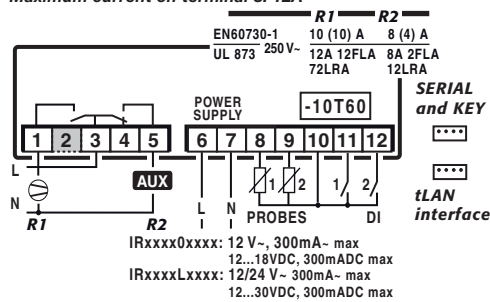 Maximum current on terminal 3: 12A
R1 R2
EN60730-1 250 V~ 10 (10) A 8 (4) A
UL 873 12A 12FLA 8A 2FLA
72LRA 12LRA
POWER SUPPLY
-10T60
SERIAL
and KEY
1 2 3 4 5 6 7 8 9 10 11 12
L
N
AUX
R1 R2
L N
1 2
PROBES
1 2
DI
tLAN
interface
IRxxxx0xxxx: 12 V~, 300mA~ max
12...18VDC, 300mADC max
IRxxxxLxxxx: 12/24 V~ 300mA~ max
12...30VDC, 300mADC max